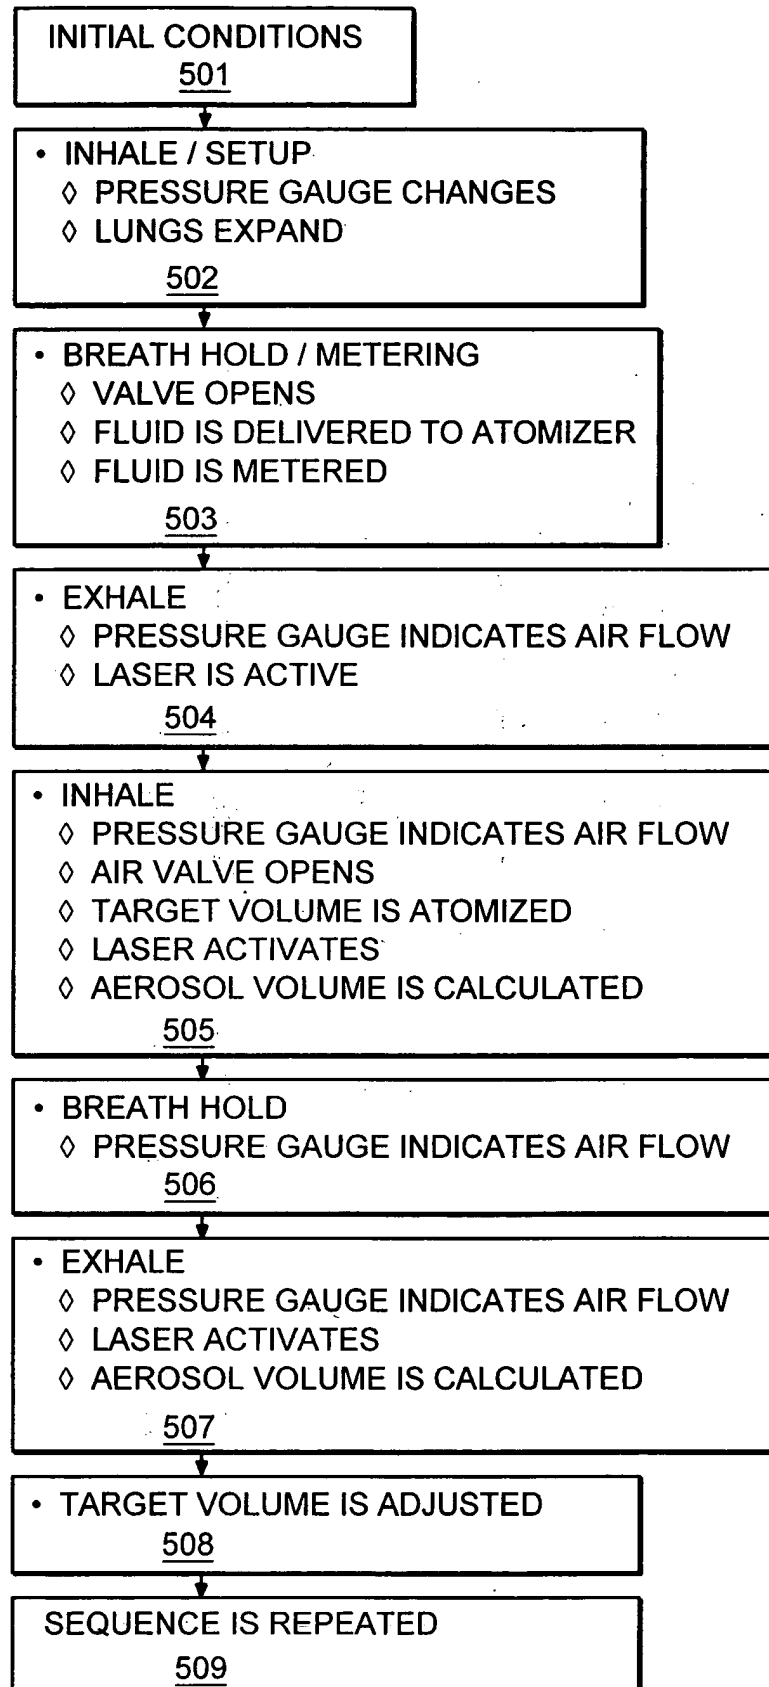 INITIAL CONDITIONS
501
• INHALE / SETUP
◊ PRESSURE GAUGE CHANGES
◊ LUNGS EXPAND
502
• BREATH HOLD / METERING
◊ VALVE OPENS
◊ FLUID IS DELIVERED TO ATOMIZER
◊ FLUID IS METERED
503
• EXHALE
◊ PRESSURE GAUGE INDICATES AIR FLOW
◊ LASER IS ACTIVE
504
• INHALE
◊ PRESSURE GAUGE INDICATES AIR FLOW
◊ AIR VALVE OPENS
◊ TARGET VOLUME IS ATOMIZED
◊ LASER ACTIVATES
◊ AEROSOL VOLUME IS CALCULATED
505
• BREATH HOLD
◊ PRESSURE GAUGE INDICATES AIR FLOW
506
• EXHALE
◊ PRESSURE GAUGE INDICATES AIR FLOW
◊ LASER ACTIVATES
◊ AEROSOL VOLUME IS CALCULATED
507
• TARGET VOLUME IS ADJUSTED
508
SEQUENCE IS REPEATED
509